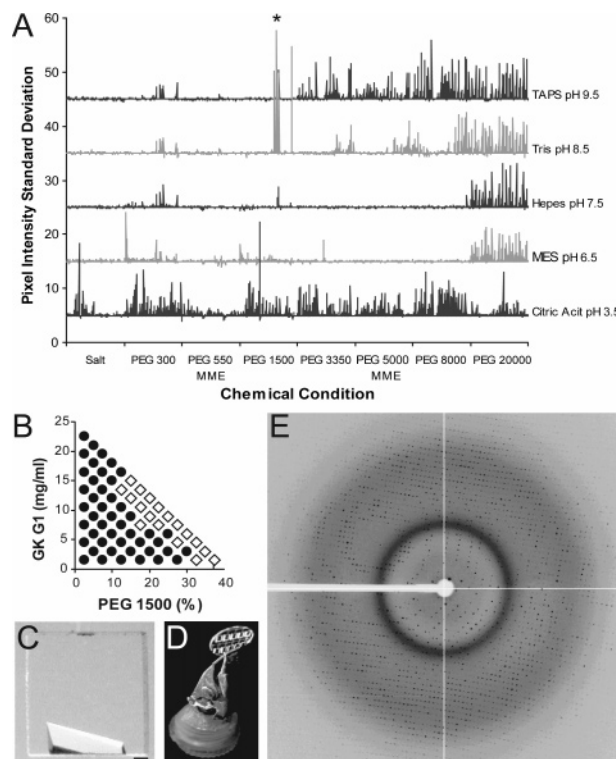 A
60
*
50
TAPS pH 9.5
40
Tris pH 8.5
30
Hepes pH 7.5
20
MES pH 6.5
10
Citric Acit pH 3.5
0
Pixel Intensity Standard Deviation
Salt PEG 300 PEG 550 PEG 1500 PEG 3350 PEG 5000 PEG 8000 PEG 20000
MME MME
Chemical Condition
B
25
20
15
10
5
0
GK G1 (mg/ml)
0 10 20 30 40
PEG 1500 (%)
C
D
E